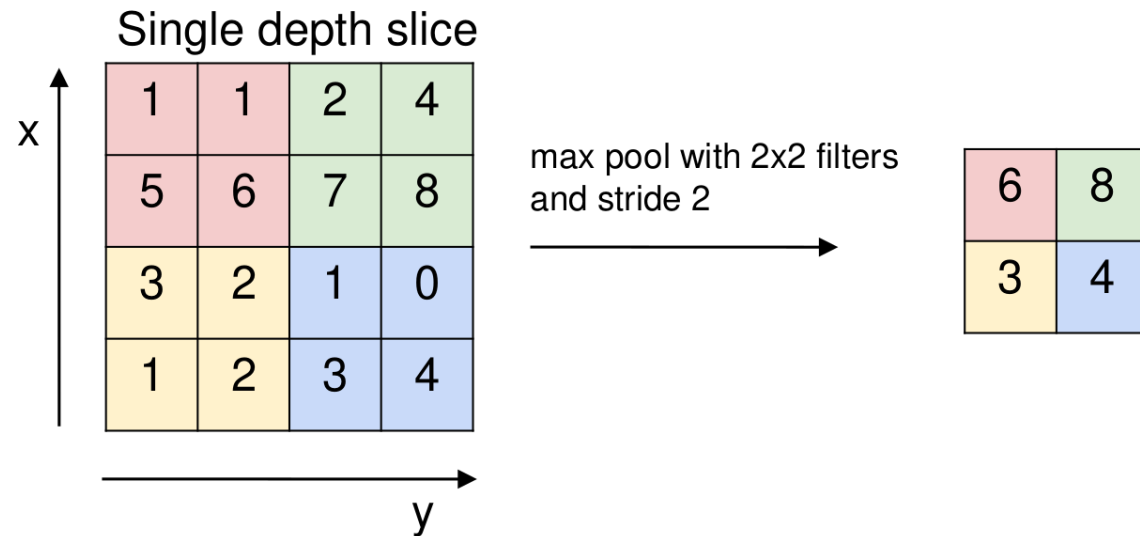 Single depth slice
x
1 1 2 4
5 6 7 8
3 2 1 0
1 2 3 4
y
max pool with 2x2 filters
and stride 2
6 8
3 4